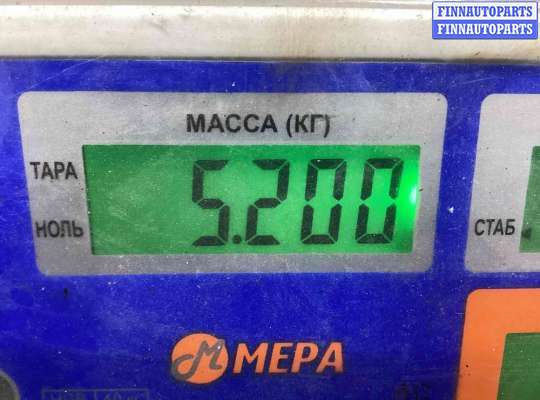 FINNAUTOPARTS
FINNAUTOPARTS
МАССА (КГ)
ТАРА
5.200
НОЛЬ
СТАБ
МЕРА